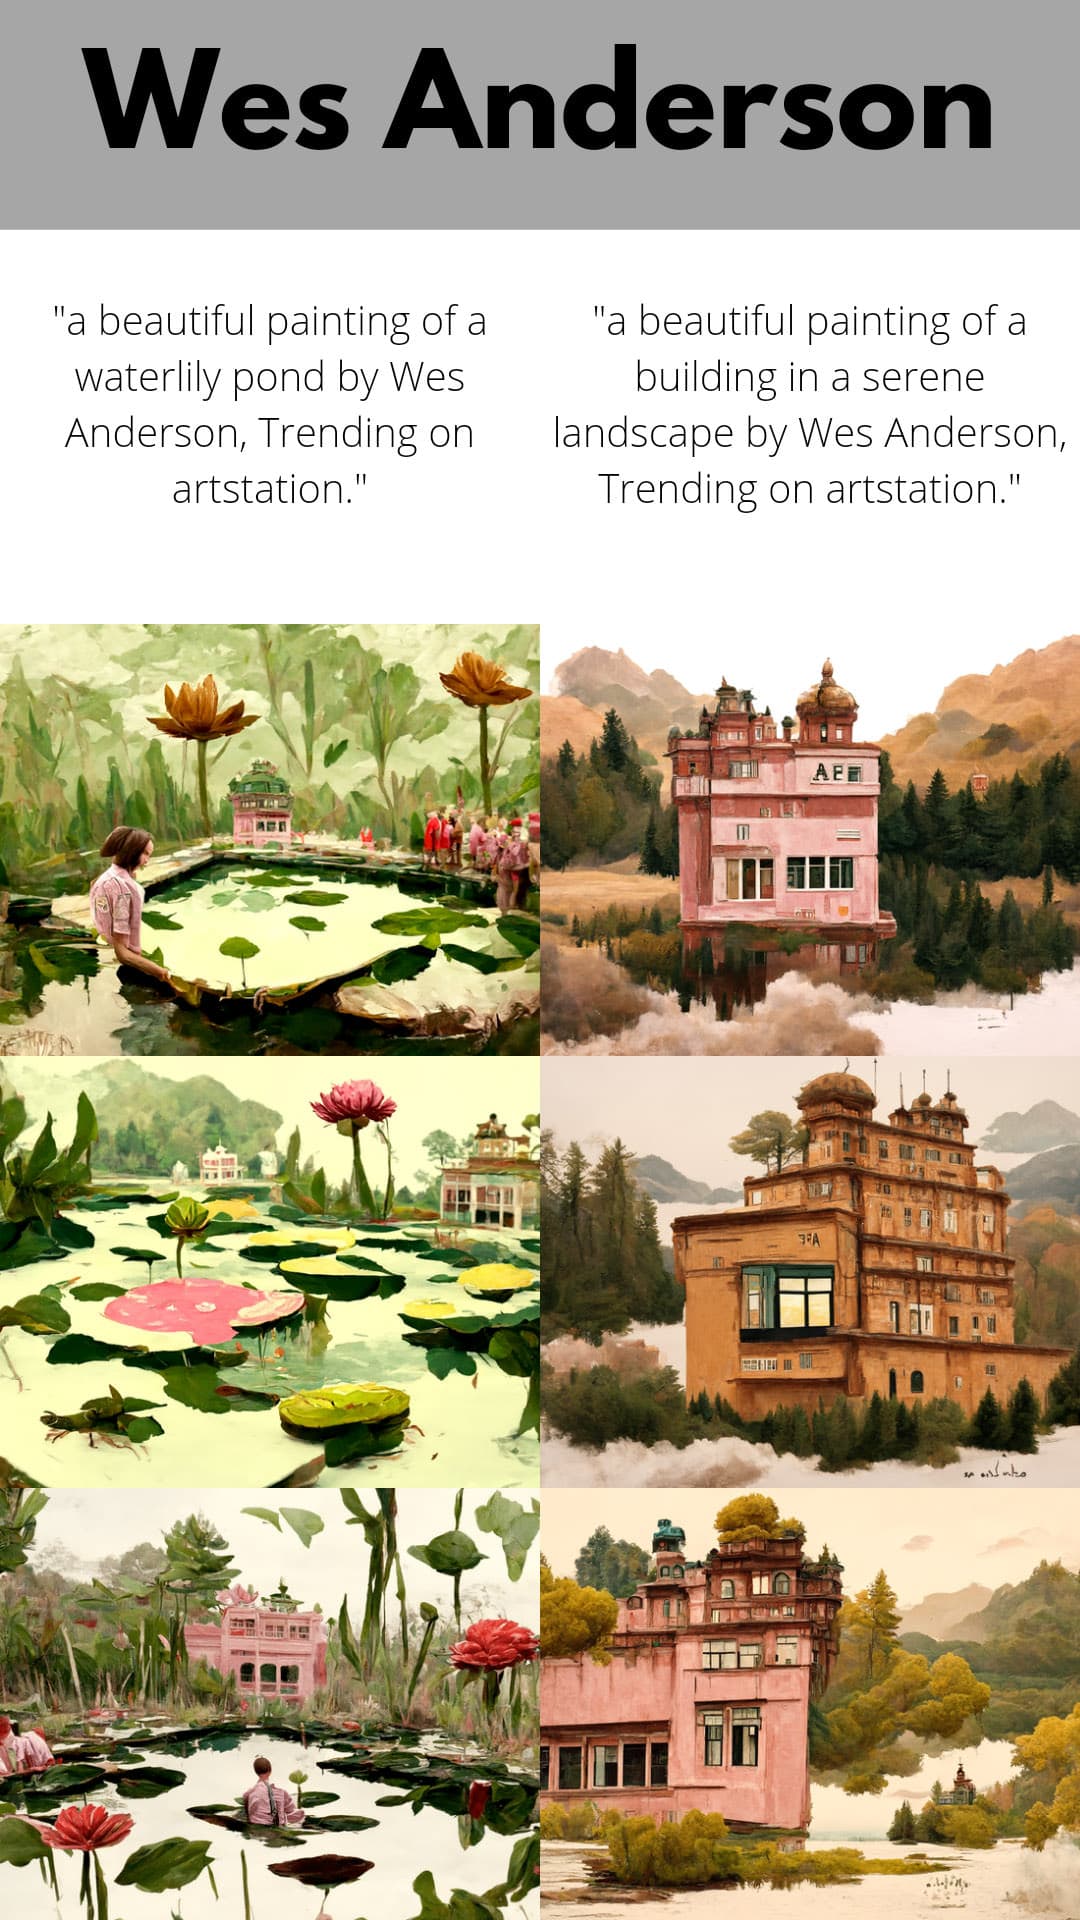 Wes Anderson
"a beautiful painting of a
waterlily pond by Wes
Anderson, Trending on
artstation."
"a beautiful painting of a
building in a serene
landscape by Wes Anderson,
Trending on artstation."